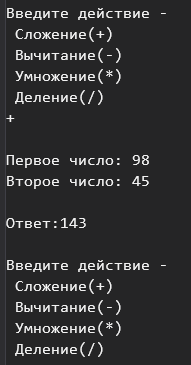 Введите действие -
Сложение(+)
Вычитание(-)
Умножение(*)
Деление(/)
+
Первое число: 98
Второе число: 45
Ответ:143
Введите действие -
Сложение(+)
Вычитание(-)
Умножение(*)
Деление(/)